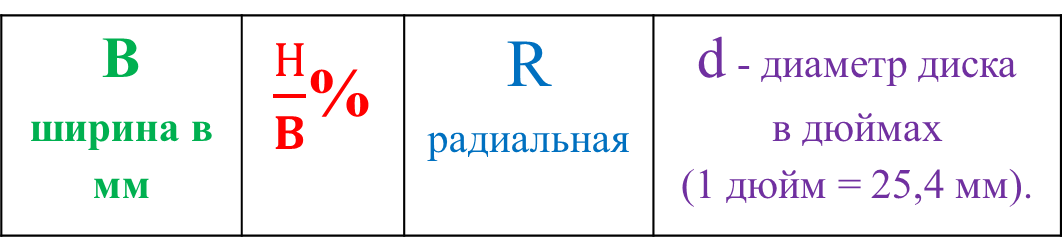 В
ширина в
мм
Н
В
%
R
радиальная
d - диаметр диска
в дюймах
(1 дюйм = 25,4 мм).